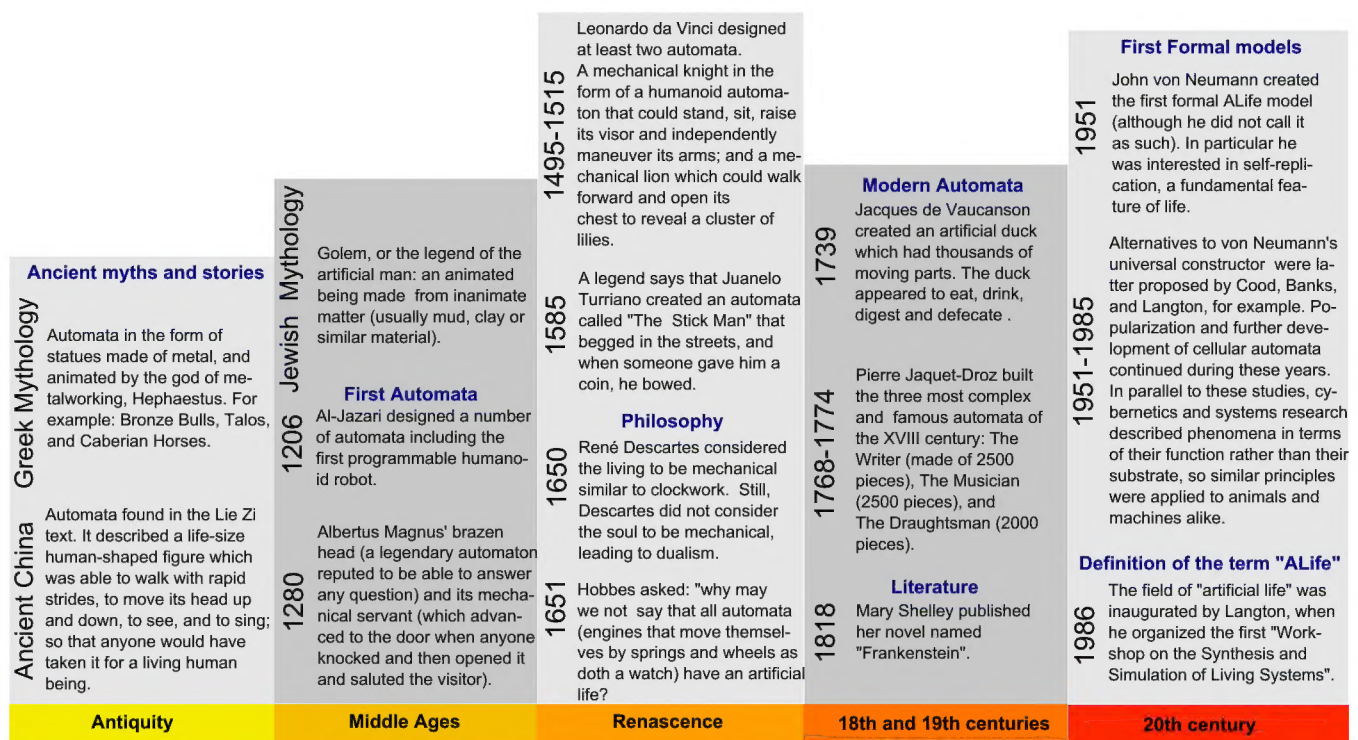 Ancient myths and stories
Greek Mythology
Automata in the form of
statues made of metal, and
animated by the god of me-
talworking, Hephaestus. For
example: Bronze Bulls, Talos,
and Caberian Horses.
Ancient China
Automata found in the Lie Zi
text. It described a life-size
human-shaped figure which
was able to walk with rapid
strides, to move its head up
and down, to see, and to sing;
so that anyone would have
taken it for a living human
being.
Antiquity
Jewish Mythology
Golem, or the legend of the
artificial man: an animated
being made from inanimate
matter (usually mud, clay or
similar material).
First Automata
1206
Al-Jazari designed a number
of automata including the
first programmable humano-
id robot.
1280
Albertus Magnus' brazen
head (a legendary automaton
reputed to be able to answer
any question) and its mecha-
nical servant (which advan-
ced to the door when anyone
knocked and then opened it
and saluted the visitor).
Middle Ages
1495-1515
Leonardo da Vinci designed
at least two automata.
A mechanical knight in the
form of a humanoid automa-
ton that could stand, sit, raise
its visor and independently
maneuver its arms; and a me-
chanical lion which could walk
forward and open its
chest to reveal a cluster of
lilies.
1585
A legend says that Juanelo
Turriano created an automata
called "The Stick Man" that
begged in the streets, and
when someone gave him a
coin, he bowed.
Philosophy
1650
René Descartes considered
the living to be mechanical
similar to clockwork. Still,
Descartes did not consider
the soul to be mechanical,
leading to dualism.
1651
Hobbes asked: "why may
we not say that all automata
(engines that move themsel-
ves by springs and wheels as
doth a watch) have an artificial
life?
Renascence
Modern Automata
1739
Jacques de Vaucanson
created an artificial duck
which had thousands of
moving parts. The duck
appeared to eat, drink,
digest and defecate .
1768-1774
Pierre Jaquet-Droz built
the three most complex
and famous automata of
the XVIII century: The
Writer (made of 2500
pieces), The Musician
(2500 pieces), and
The Draughtsman (2000
pieces).
Literature
1818
Mary Shelley published
her novel named
"Frankenstein".
18th and 19th centuries
First Formal models
1951
John von Neumann created
the first formal ALife model
(although he did not call it
as such). In particular he
was interested in self-repli-
cation, a fundamental fea-
ture of life.
1951-1985
Alternatives to von Neumann's
universal constructor were la-
tter proposed by Cood, Banks,
and Langton, for example. Po-
pularization and further deve-
lopment of cellular automata
continued during these years.
In parallel to these studies, cy-
bernetics and systems research
described phenomena in terms
of their function rather than their
substrate, so similar principles
were applied to animals and
machines alike.
Definition of the term "ALife"
1986
The field of "artificial life" was
inaugurated by Langton, when
he organized the first "Work-
shop on the Synthesis and
Simulation of Living Systems".
20th century